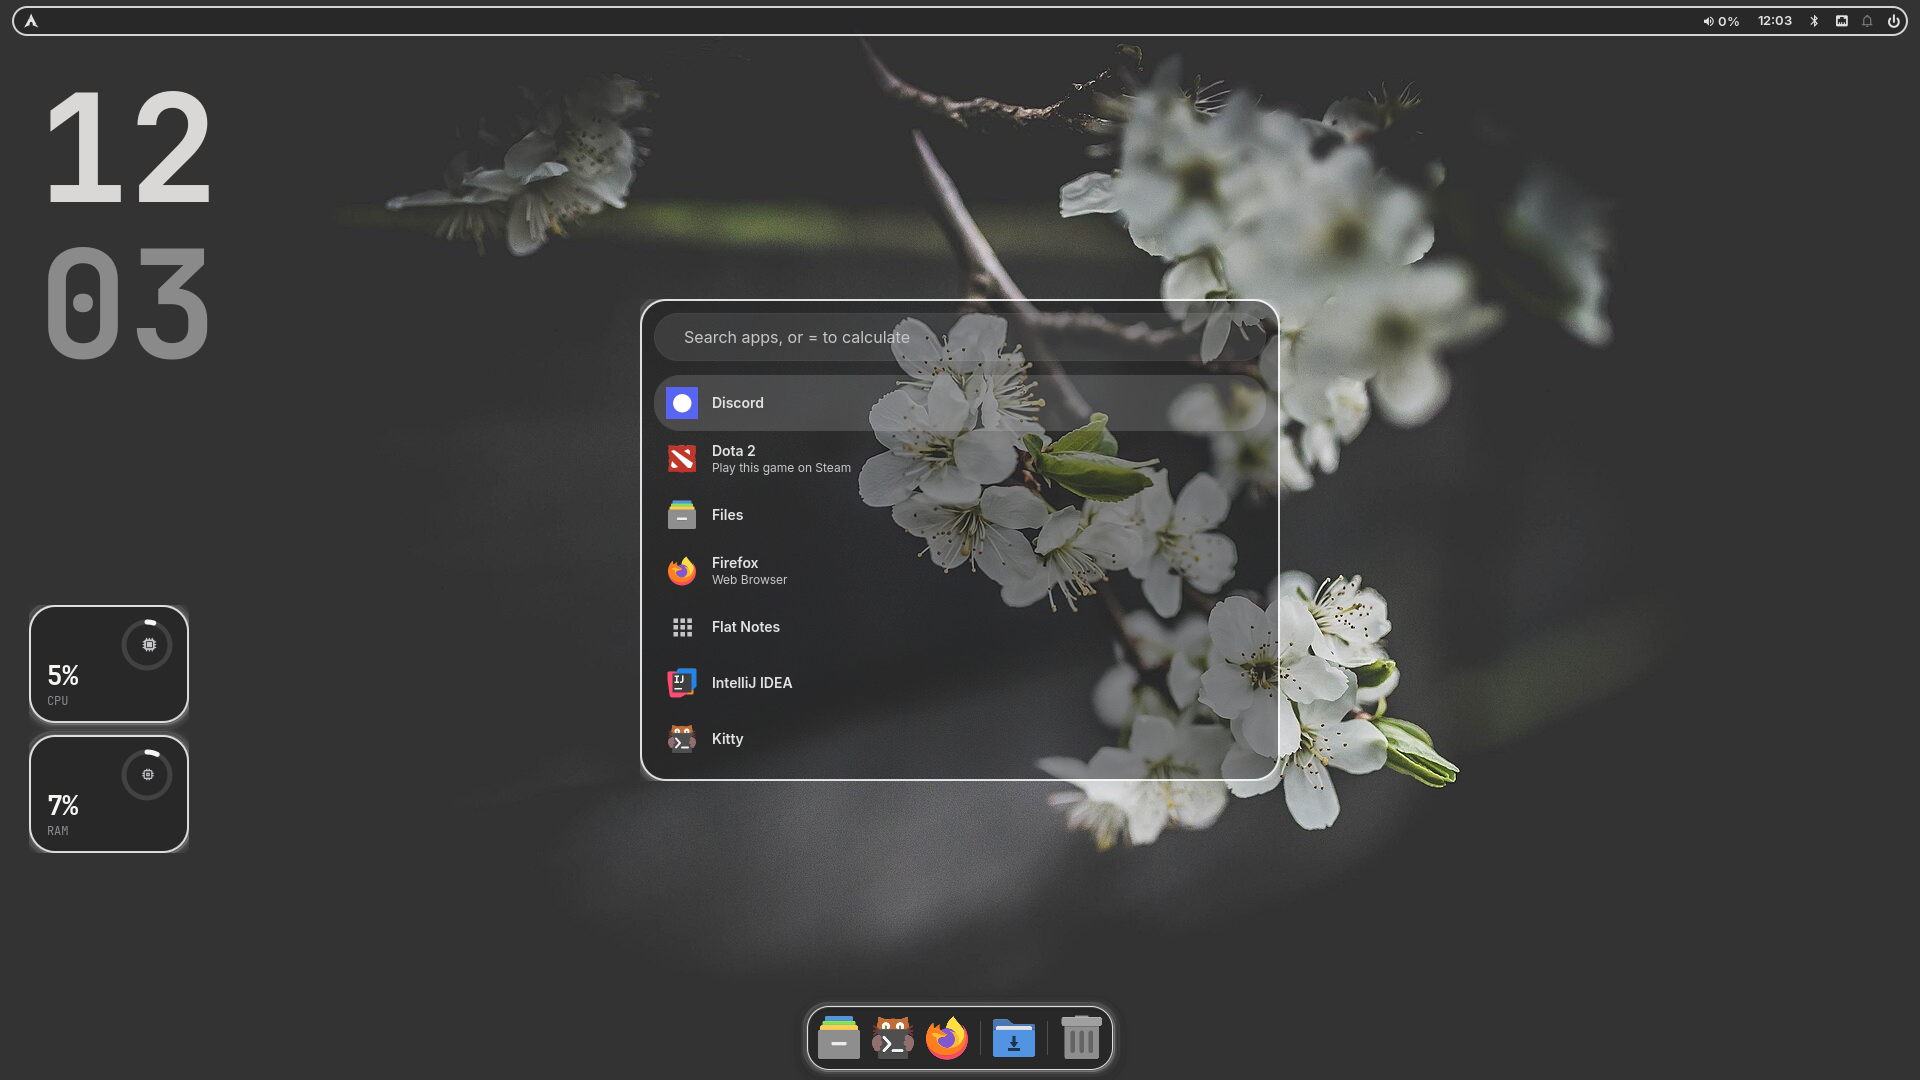 0%
12:03
12
03
Search apps, or = to calculate
Discord
Dota 2
Play this game on Steam
Files
Firefox
Web Browser
Flat Notes
IJ
IntelliJ IDEA
Kitty
5%
CPU
7%
RAM